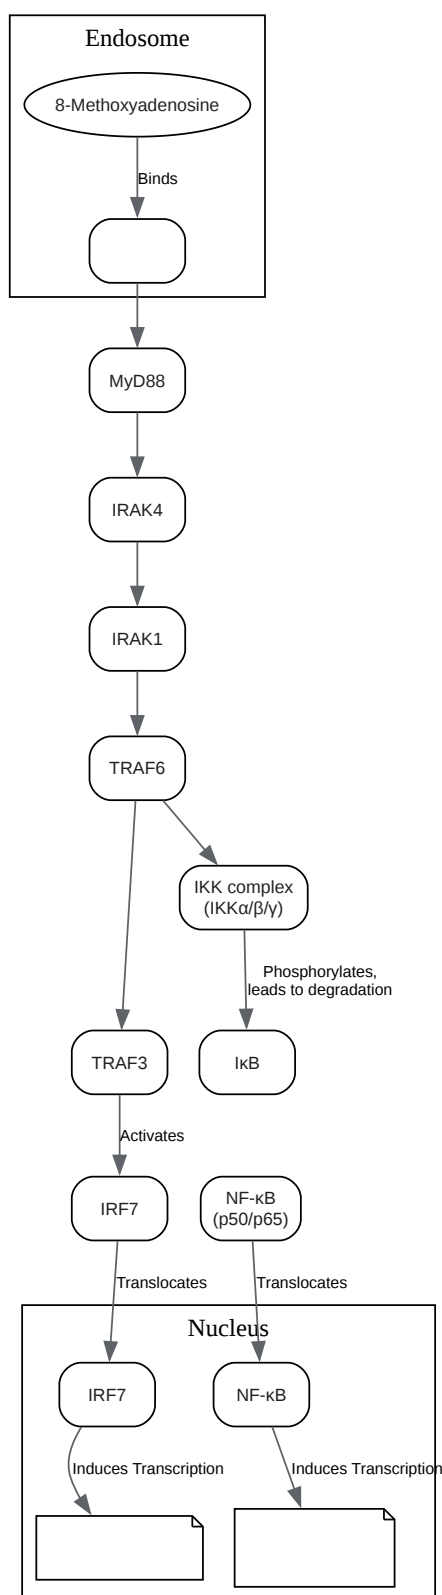 Endosome
8-Methoxyadenosine
Binds
MyD88
IRAK4
IRAK1
TRAF6
IKK complex
(IKKα/β/γ)
Phosphorylates,
leads to degradation
TRAF3
IκB
Activates
IRF7
NF-κB
(p50/p65)
Translocates
Translocates
Nucleus
IRF7
NF-κB
Induces Transcription
Induces Transcription